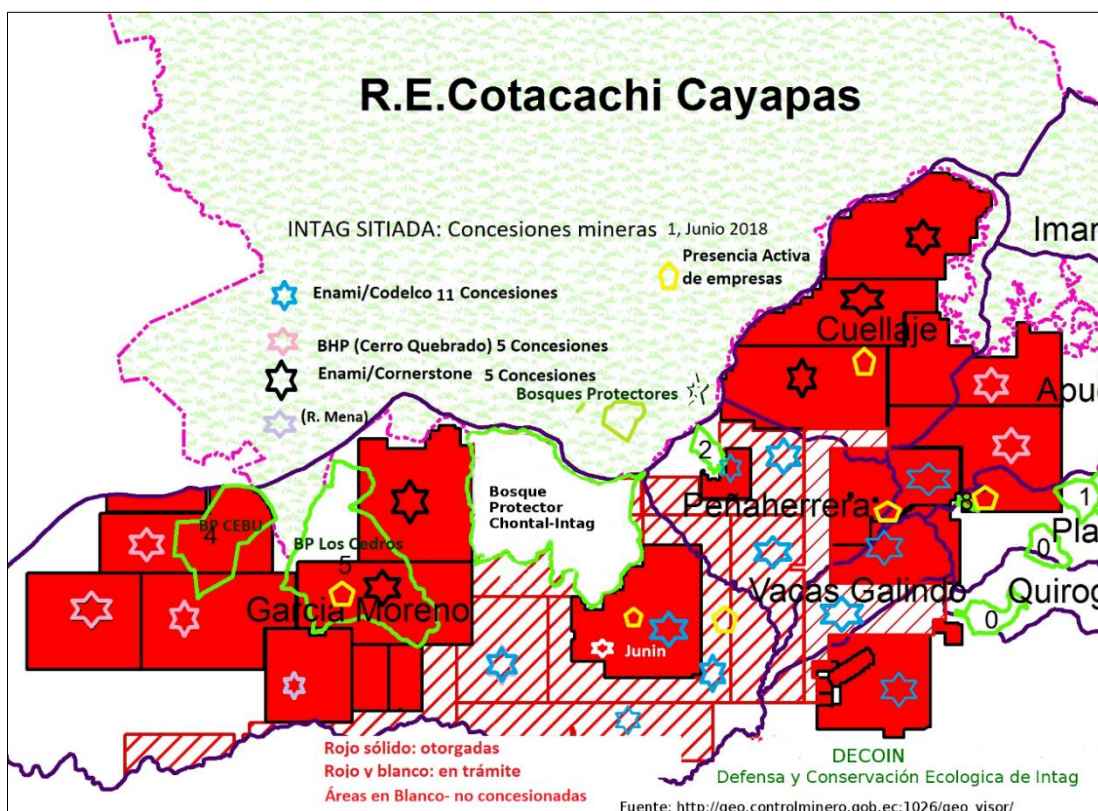 R.E.Cotacachi Cayapas
INTAG SITIADA: Concesiones mineras 1, Junio 2018
Presencia Activa
de empresas
Enami/Codelco 11 Concesiones
BHP (Cerro Quebrado) 5 Concesiones
Enami/Cornerstone 5 Concesiones
(R. Mena)
Bosques Protectores
Iman
Cuellaje
Apue
2
Peñaherrera
8
1
Pla
0
Bosque
Protector
Chontal-Intag
BP CEBU
4
BP Los Cedros
5
Garcia Moreno
Vacas Galindo
Quirog
0
Junin
Rojo sólido: otorgadas
Rojo y blanco: en trámite
Áreas en Blanco- no concesionadas
DECOIN
Defensa y Conservación Ecologica de Intag
Fuente: http://geo.controlminero.gob.ec:1026/geo_visor/